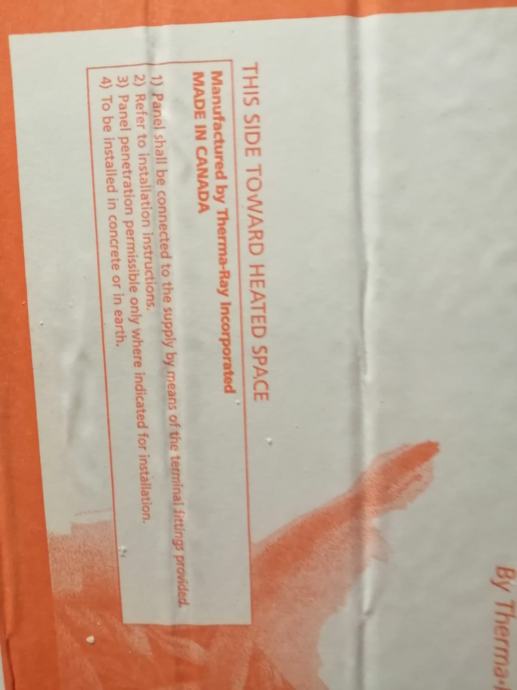 THIS SIDE TOWARD HEATED SPACE
Manufactured by Therma-Ray Incorporated
MADE IN CANADA
1) Panel shall be connected to the supply by means of the terminal fittings provided.
2) Refer to installation instructions.
3) Panel penetration permissible only where indicated for installation.
4) To be installed in concrete or in earth.
By Therma-